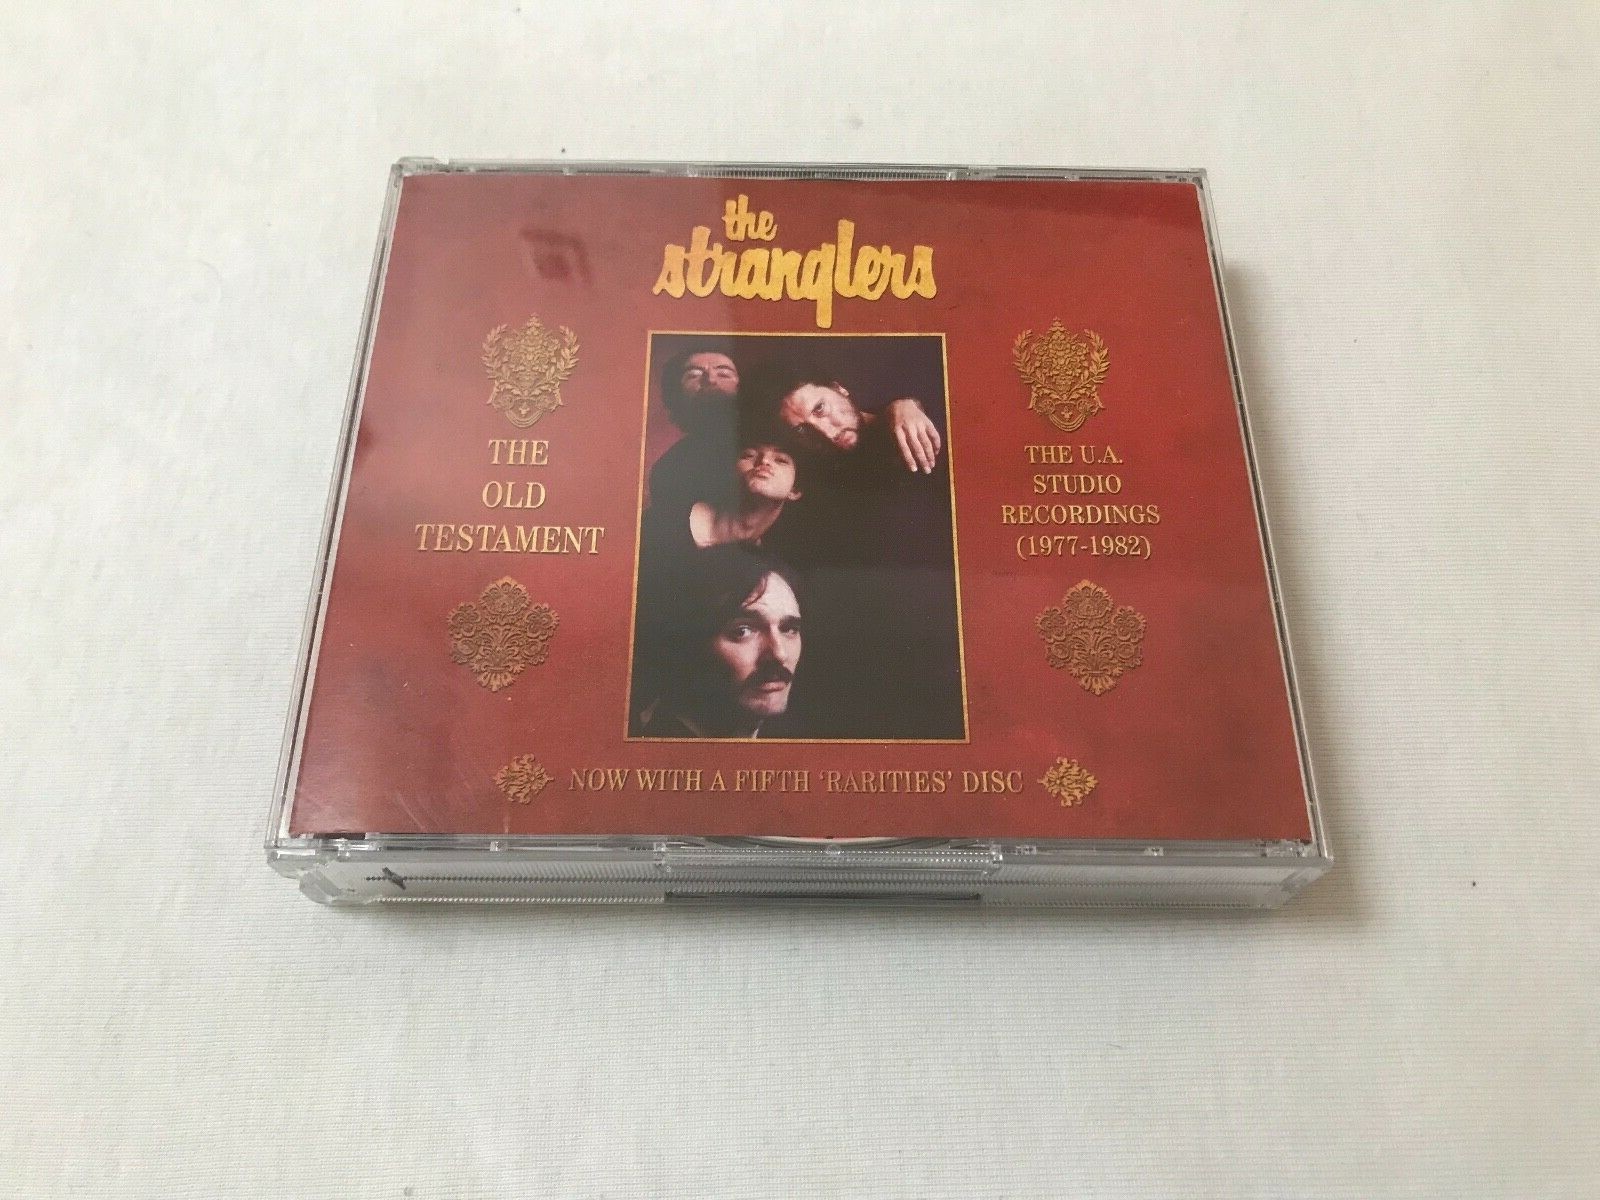 the
stranglers
THE
OLD
TESTAMENT
THE U.A.
STUDIO
RECORDINGS
(1977-1982)
NOW WITH A FIFTH 'RARITIES' DISC